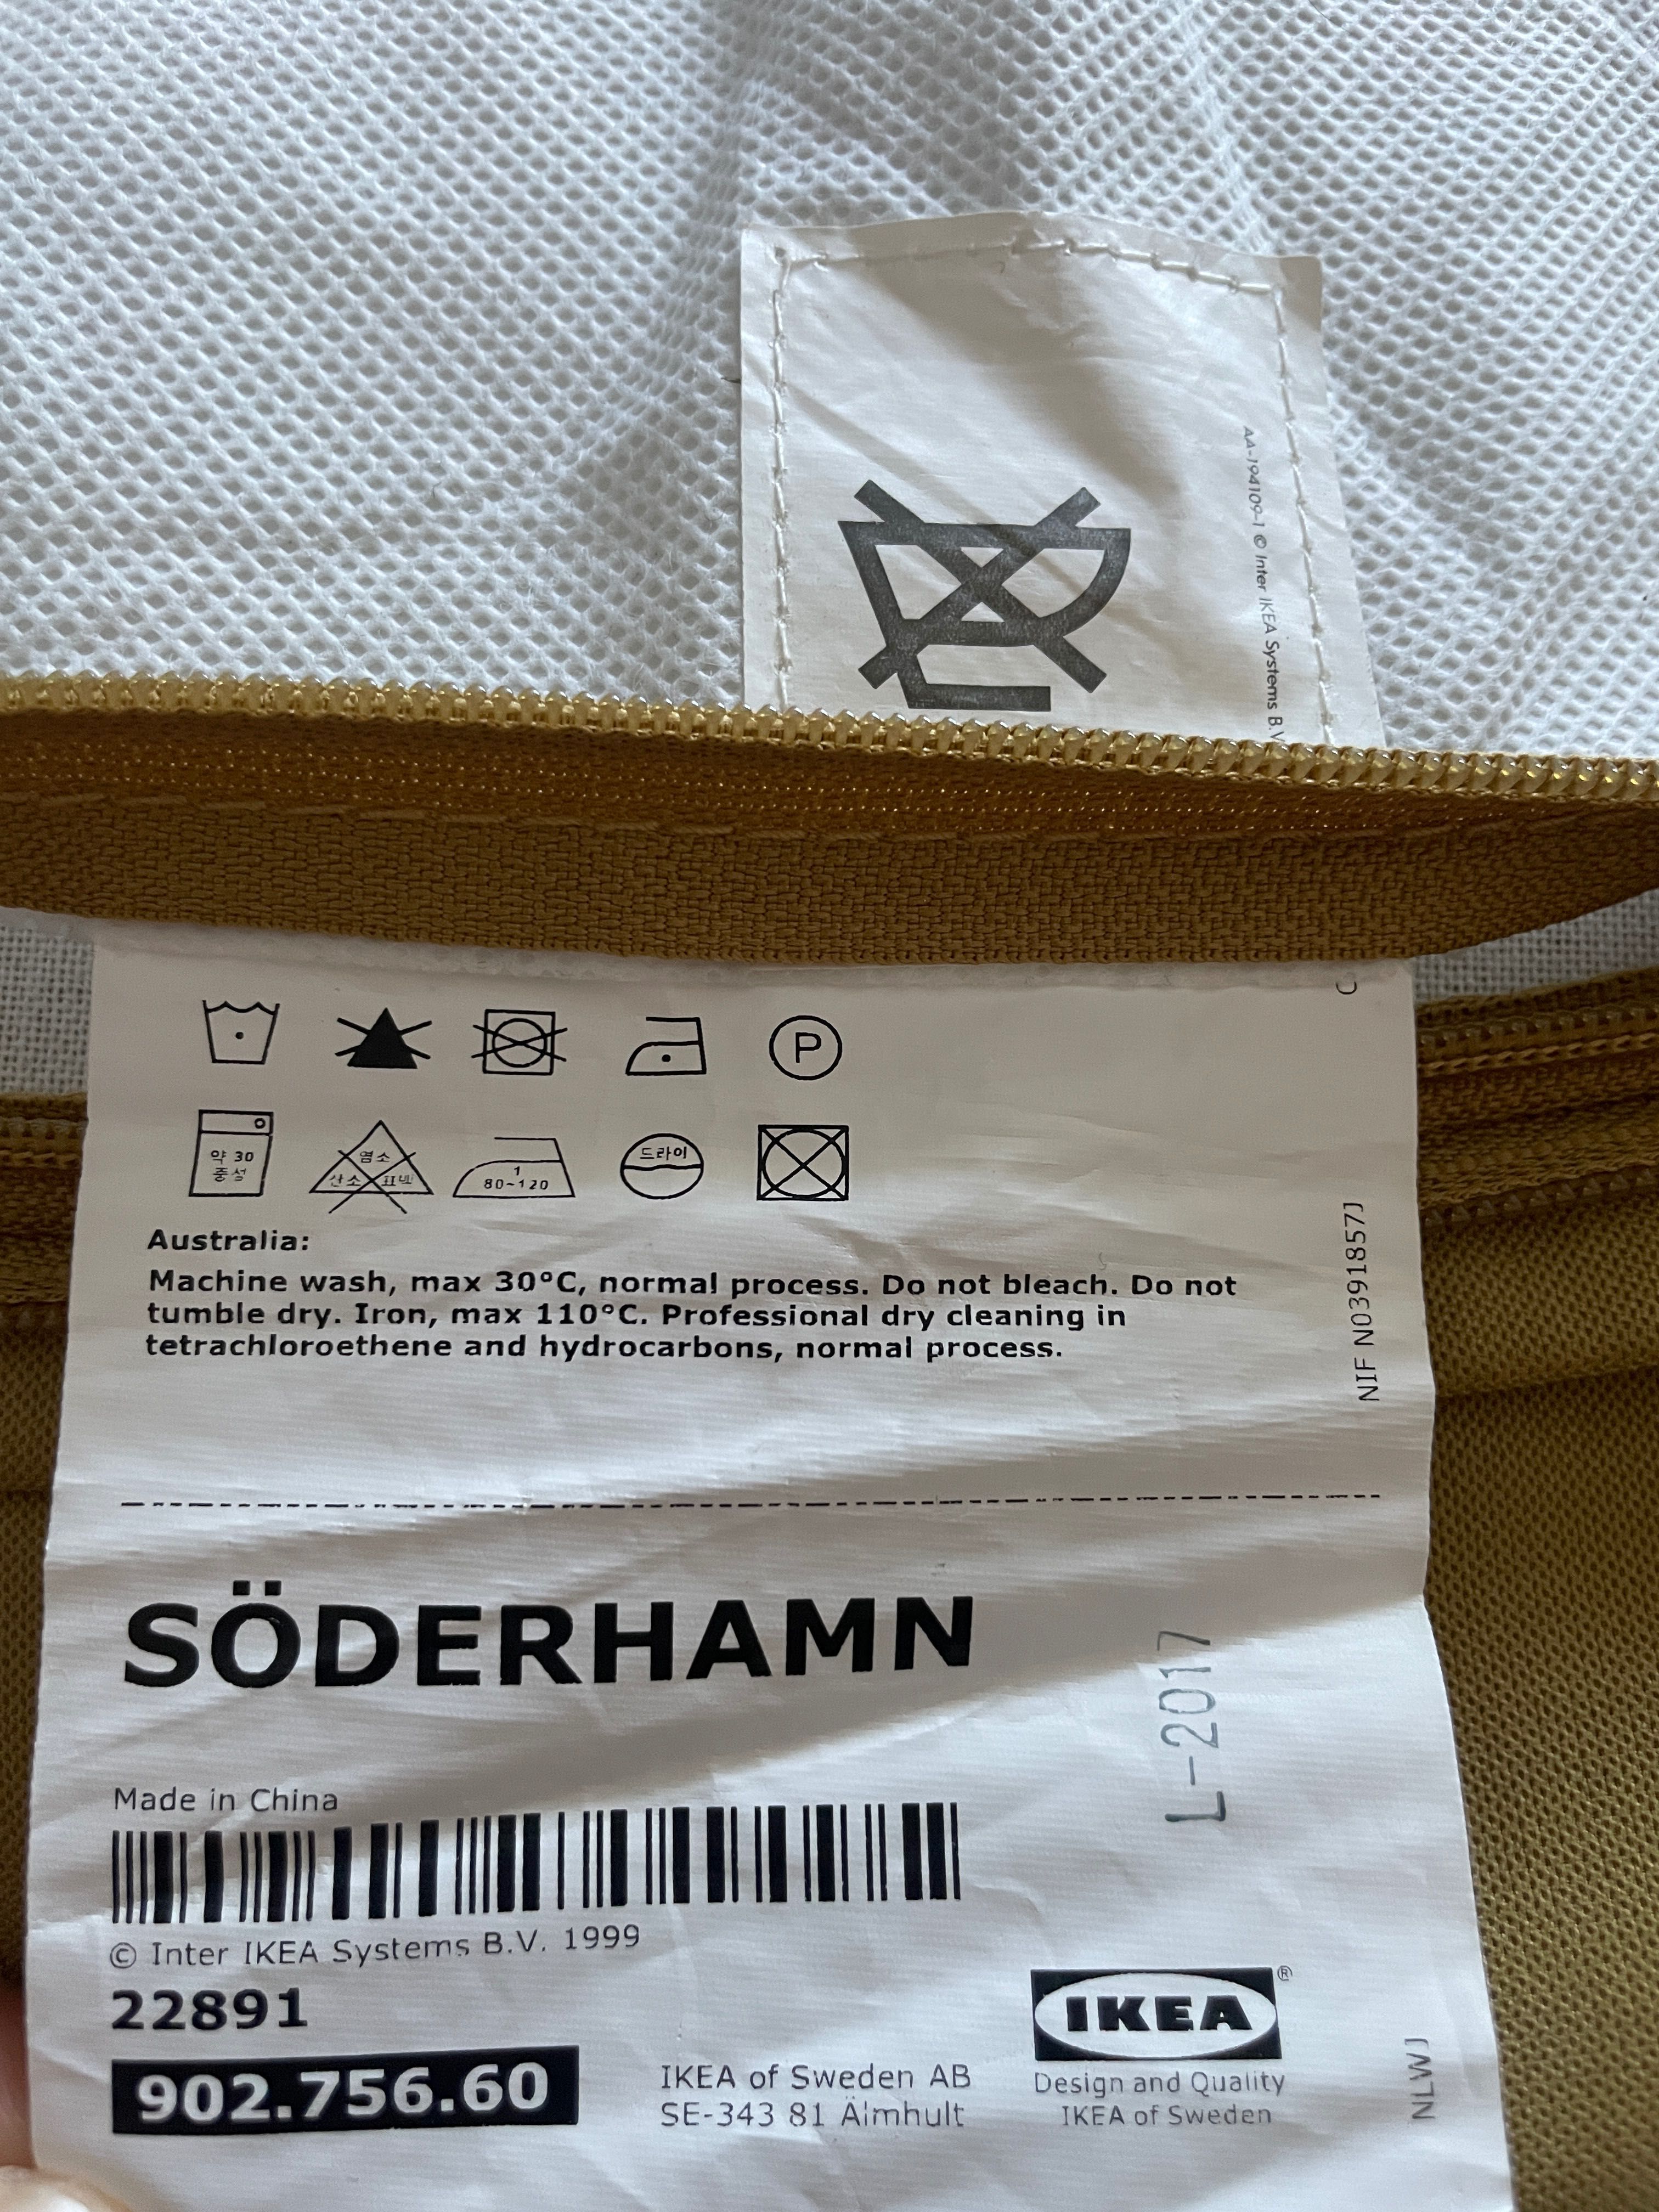 AA-194109-1 © Inter IKEA Systems B.V
P
약 30
중성
염소
산소 표백
1
80~120
드라이
Australia:
Machine wash, max 30°C, normal process. Do not bleach. Do not
tumble dry. Iron, max 110°C. Professional dry cleaning in
tetrachloroethene and hydrocarbons, normal process.
NIF N0391857J
SÖDERHAMN
L-2017
Made in China
© Inter IKEA Systems B.V. 1999
22891
902.756.60
IKEA of Sweden AB
SE-343 81 Älmhult
IKEA®
Design and Quality
IKEA of Sweden
NLWJ